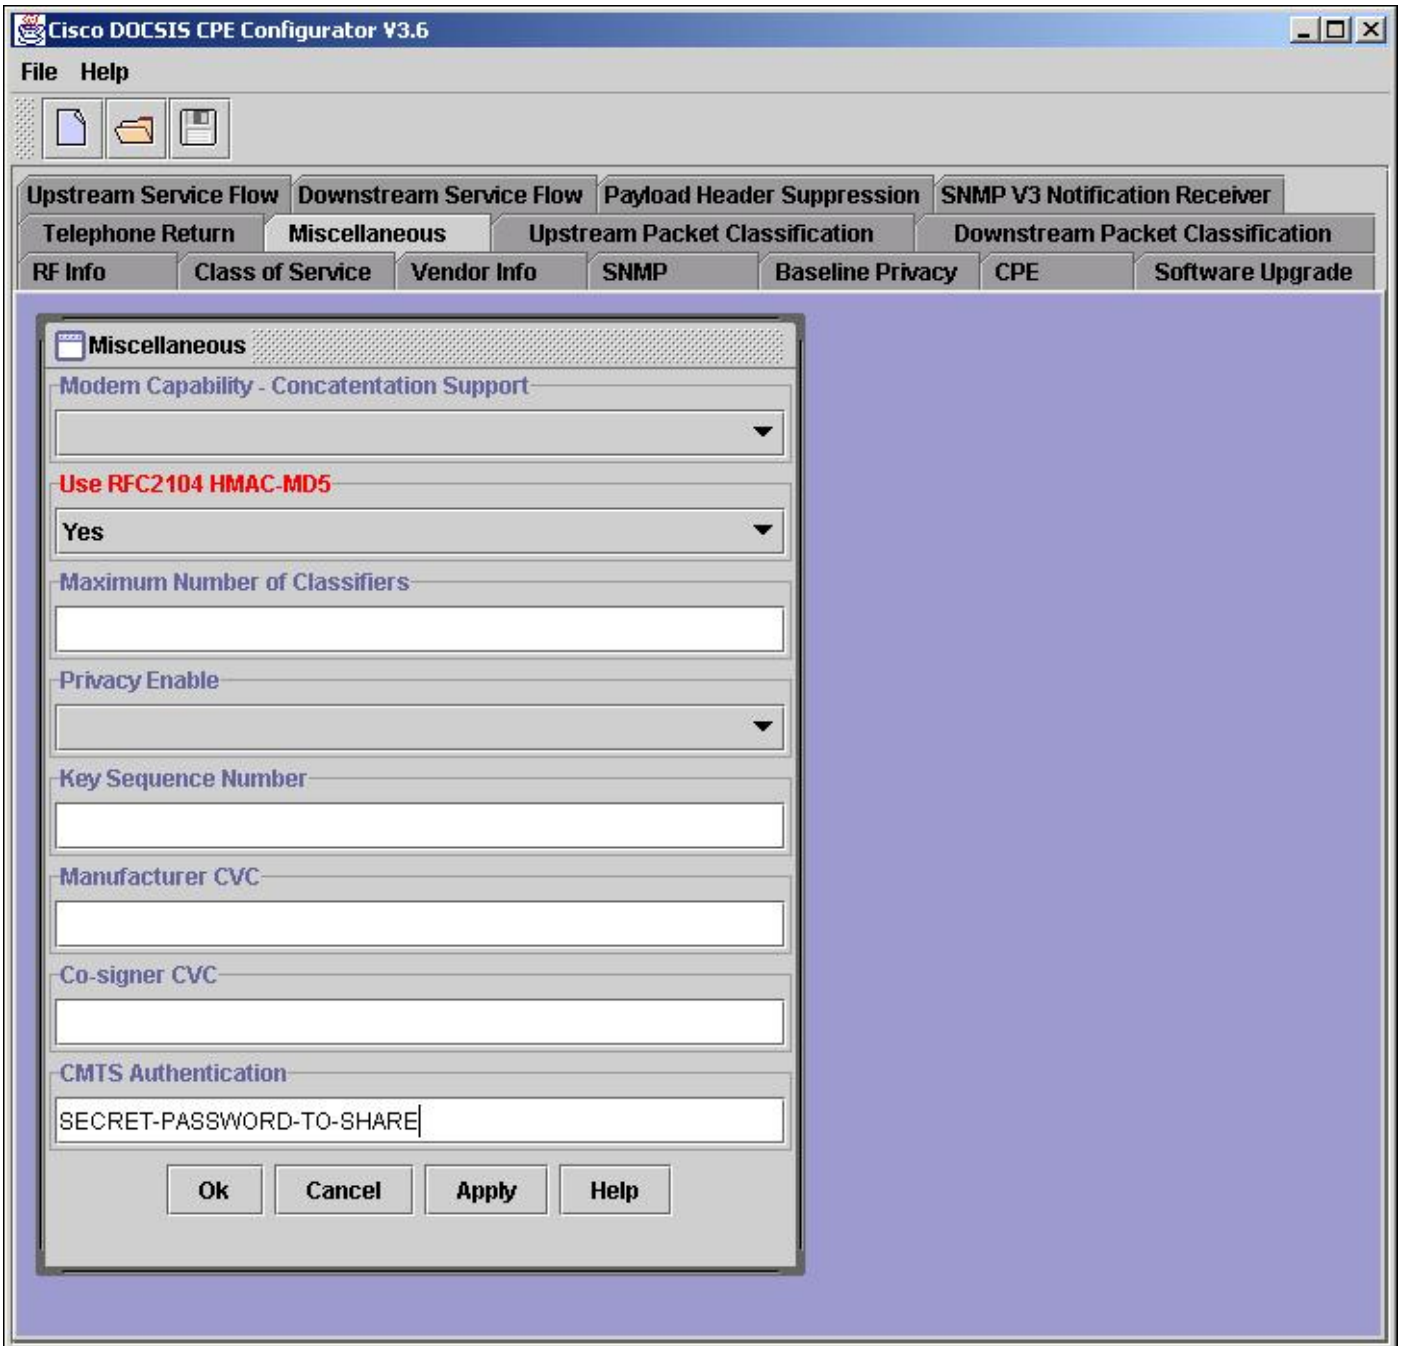 Cisco DOCSIS CPE Configurator V3.6
File Help
Upstream Service Flow Downstream Service Flow Payload Header Suppression SNMP V3 Notification Receiver
Telephone Return Miscellaneous Upstream Packet Classification Downstream Packet Classification
RF Info Class of Service Vendor Info SNMP Baseline Privacy CPE Software Upgrade
Miscellaneous
Modem Capability - Concatentation Support
Use RFC2104 HMAC-MD5
Yes
Maximum Number of Classifiers
Privacy Enable
Key Sequence Number
Manufacturer CVC
Co-signer CVC
CMTS Authentication
SECRET-PASSWORD-TO-SHARE
Ok Cancel Apply Help